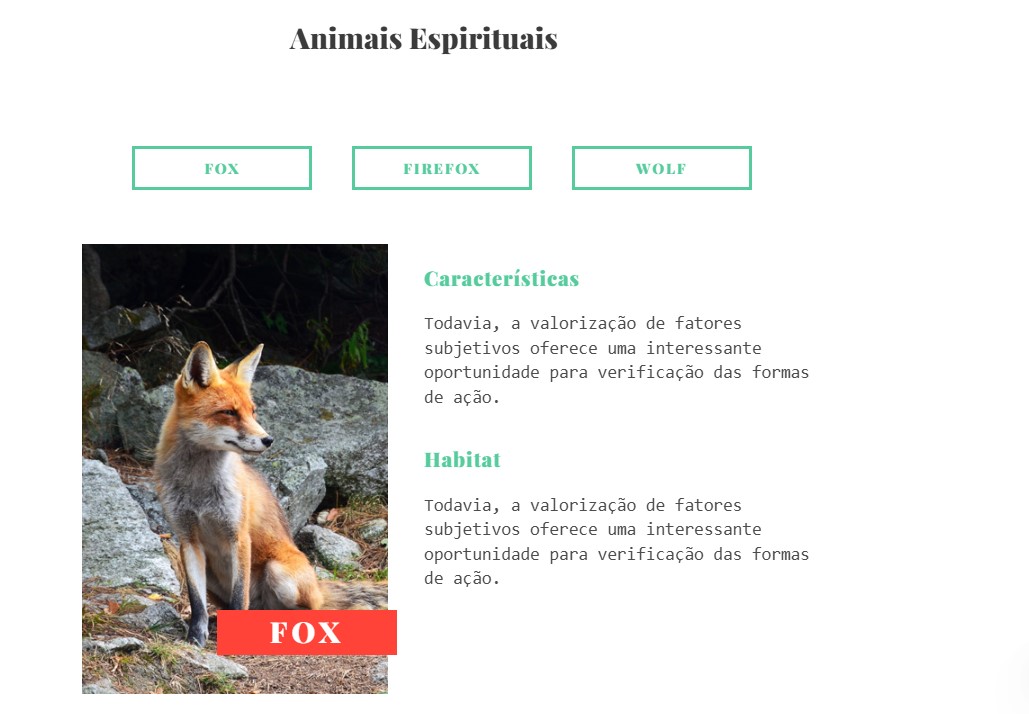 Animais Espirituais
FOX
FIREFOX
WOLF
Características
Todavia, a valorização de fatores
subjetivos oferece uma interessante
oportunidade para verificação das formas
de ação.
Habitat
Todavia, a valorização de fatores
subjetivos oferece uma interessante
oportunidade para verificação das formas
de ação.
FOX